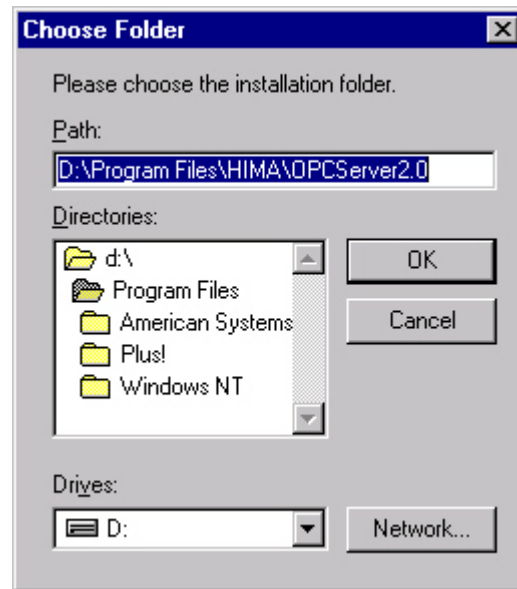 Choose Folder
Please choose the installation folder.
Path:
D:\Program Files\HIMA\OPCServer2.0
Directories:
d:\
Program Files
American Systems
Plus!
Windows NT
OK
Cancel
Drives:
D:
Network...